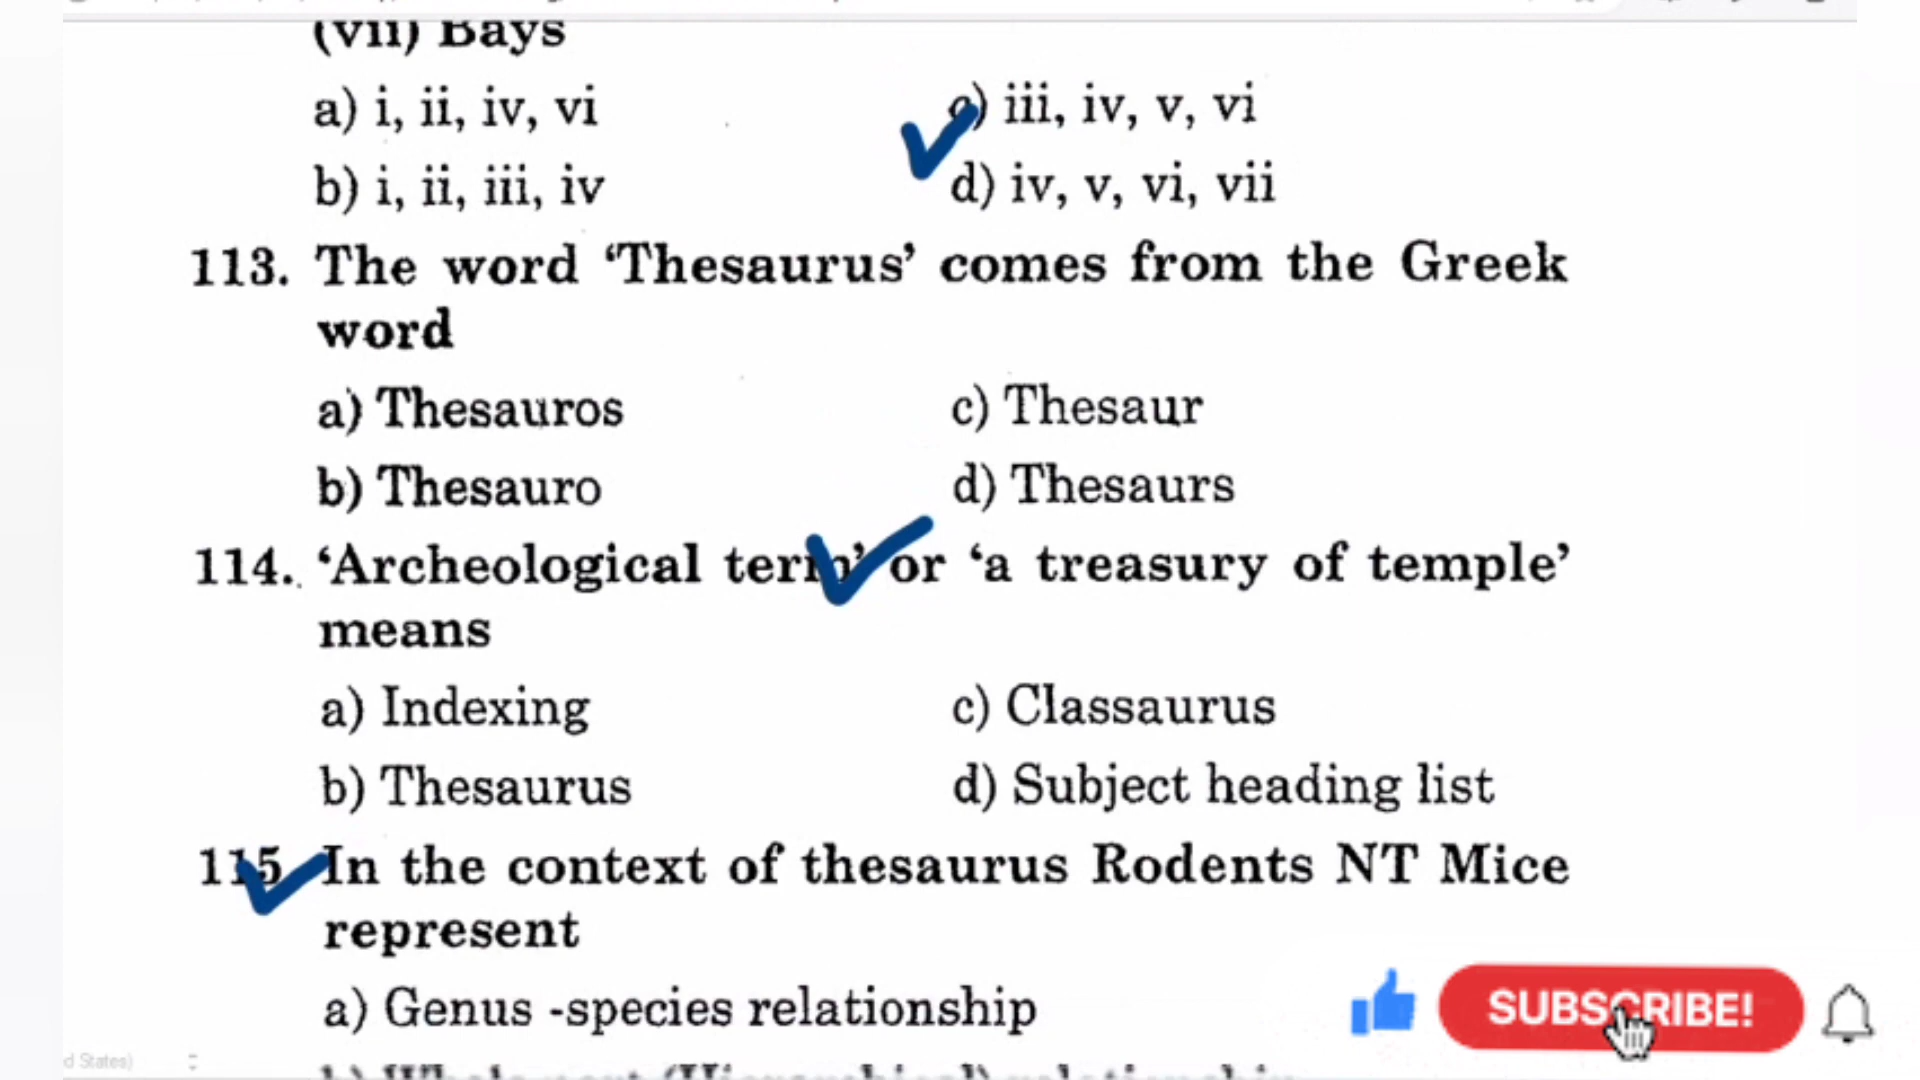 (vii) Bays
a) i, ii, iv, vi
c) iii, iv, v, vi
b) i, ii, iii, iv
d) iv, v, vi, vii
113. The word ‘Thesaurus’ comes from the Greek
word
a) Thesauros
c) Thesaur
b) Thesauro
d) Thesaurs
114. ‘Archeological term’ or ‘a treasury of temple’
means
a) Indexing
c) Classaurus
b) Thesaurus
d) Subject heading list
115. In the context of thesaurus Rodents NT Mice
represent
a) Genus -species relationship
SUBSCRIBE!
d States)